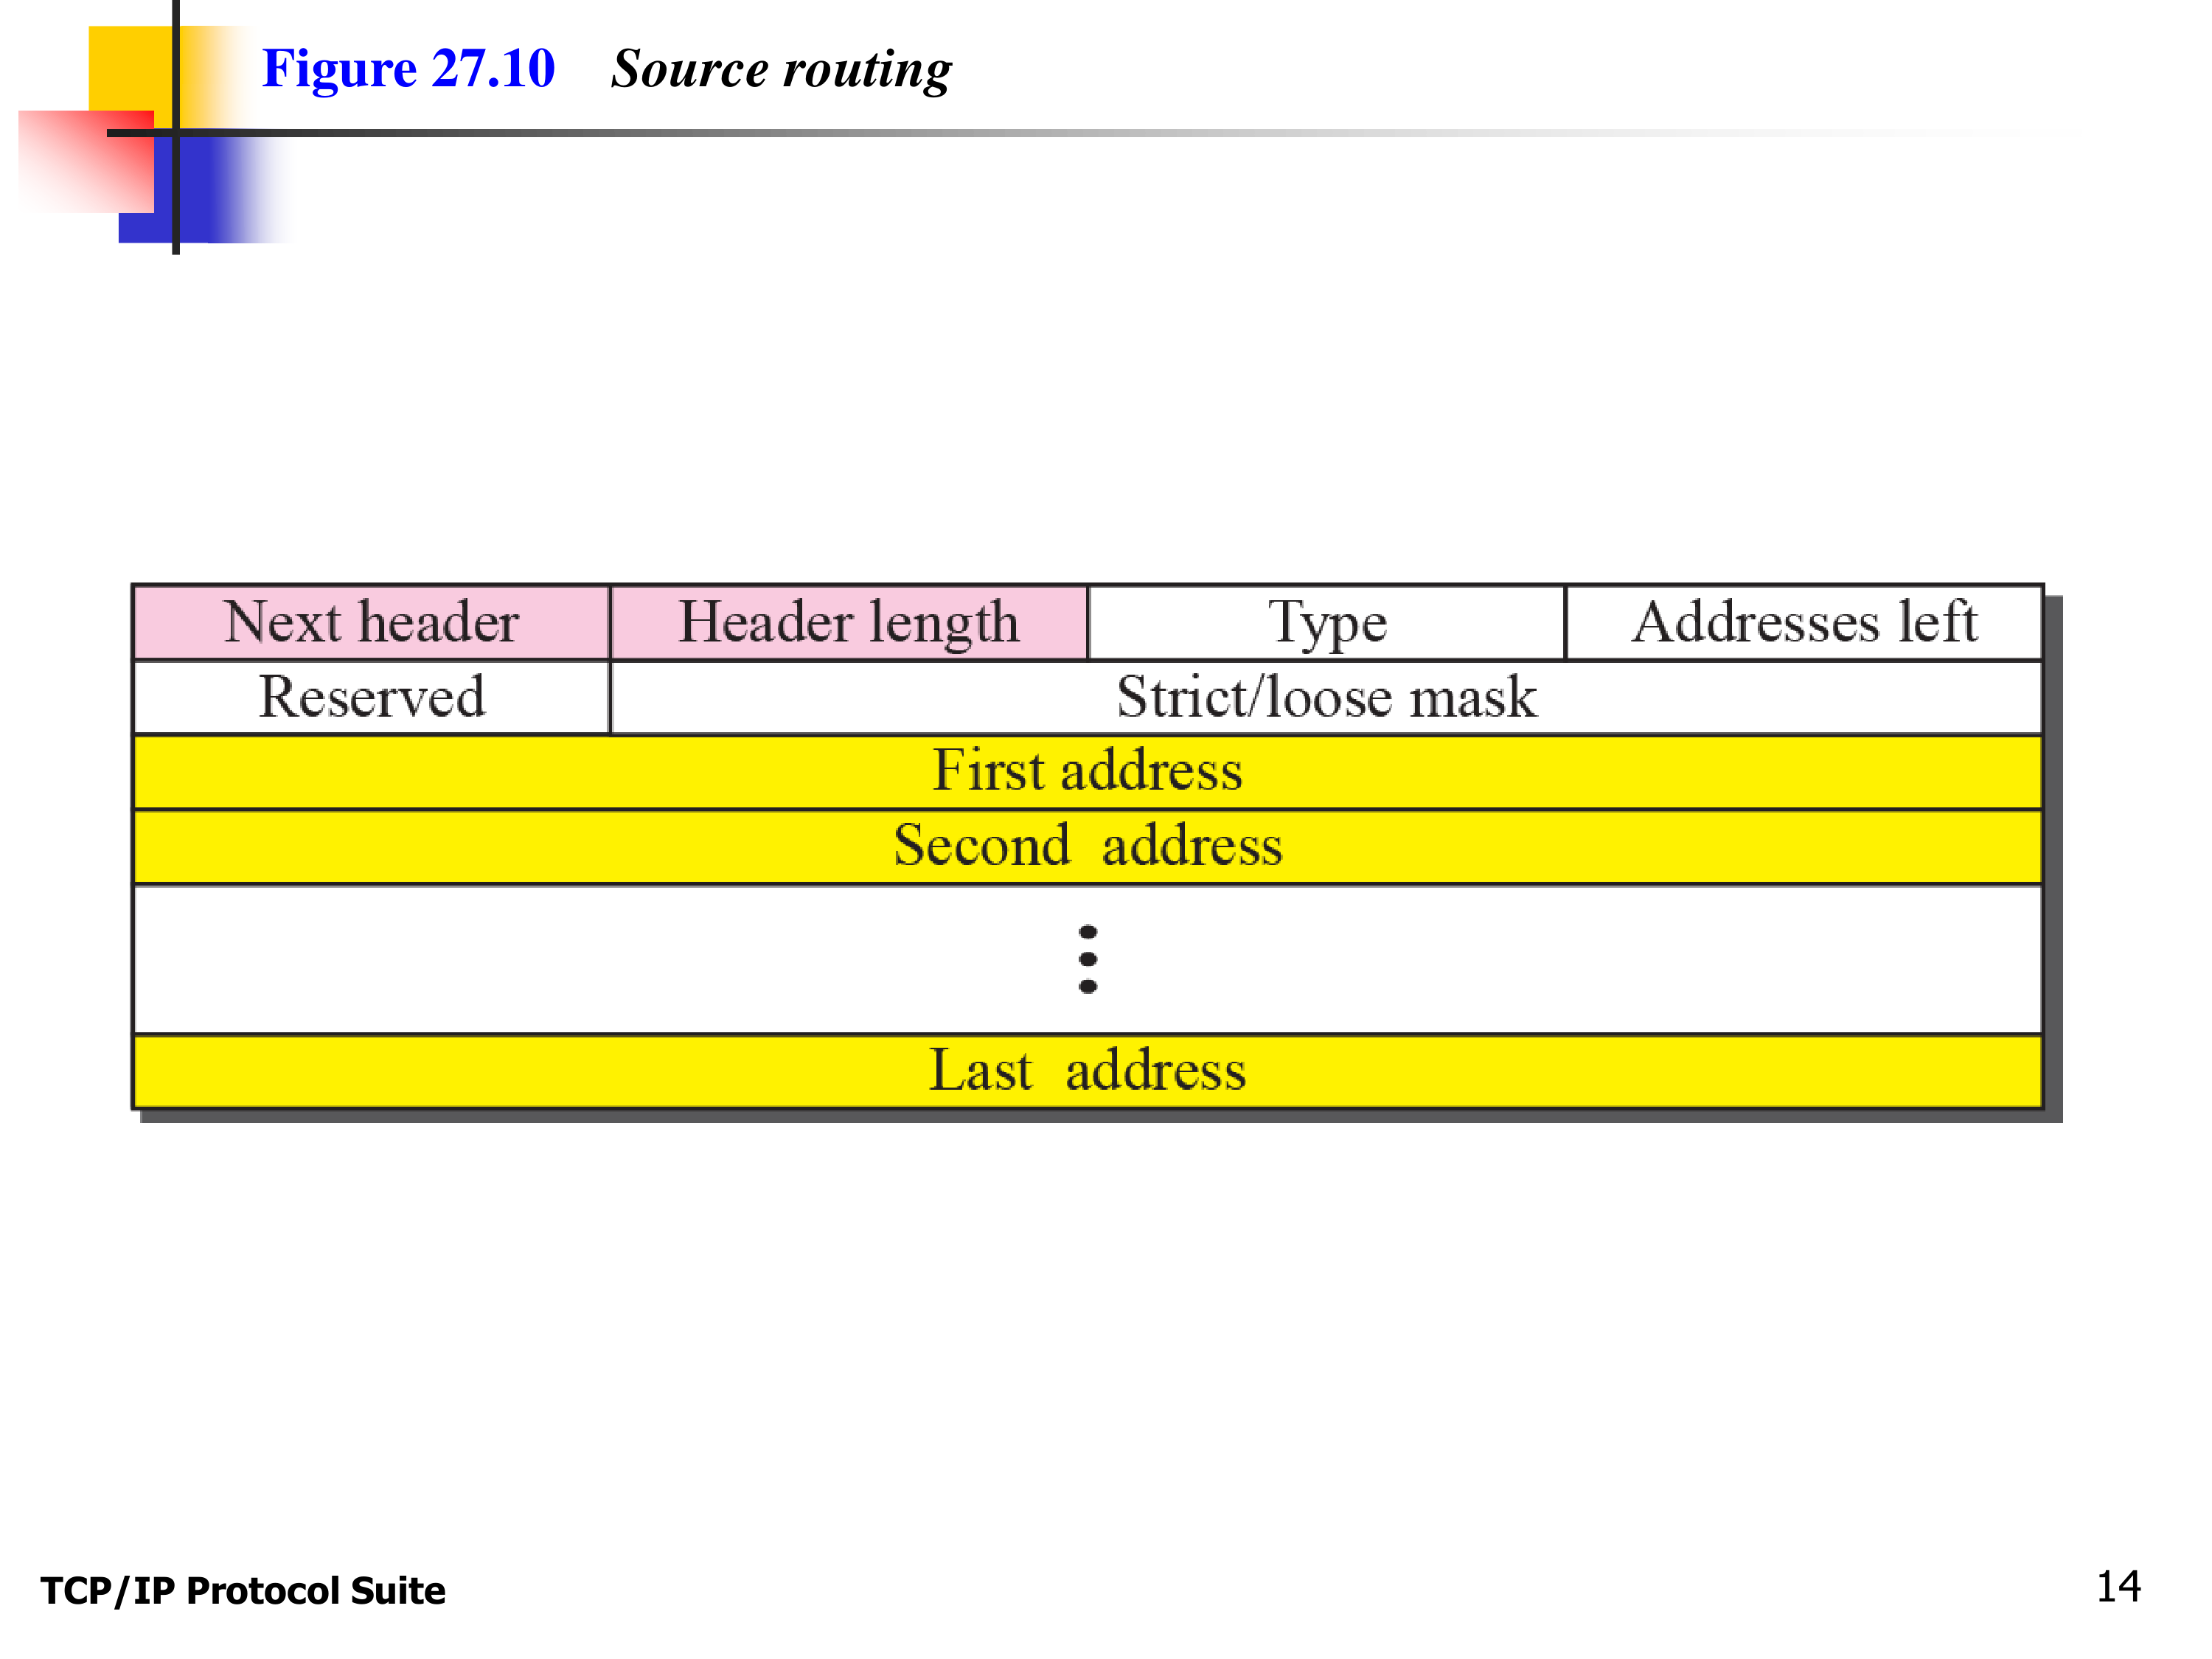 Figure 27.10 Source routing
Next header Header length Type Addresses left
Reserved Strict/loose mask
First address
Second address
Last address
TCP/IP Protocol Suite 14